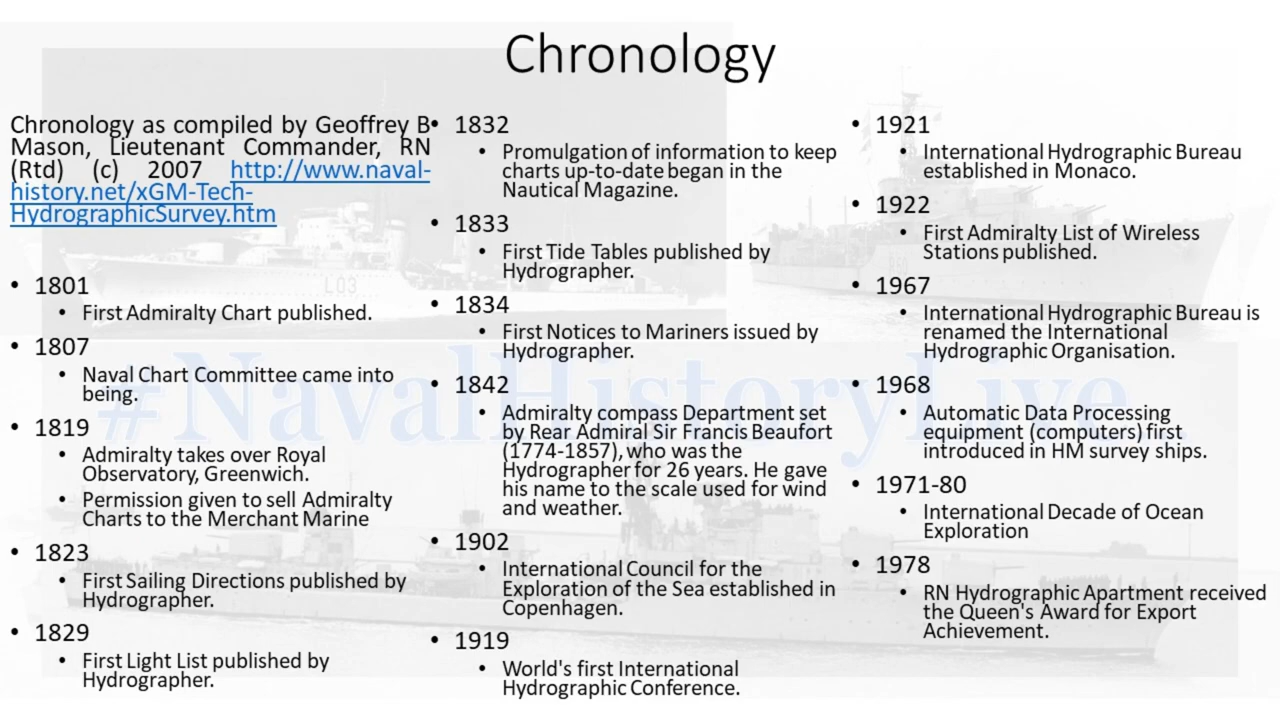 Chronology
Chronology as compiled by Geoffrey B
Mason, Lieutenant Commander, RN
(Rtd) (c) 2007 http://www.naval-
history.net/xGM-Tech-
HydrographicSurvey.htm
• 1801
• First Admiralty Chart published.
• 1807
• Naval Chart Committee came into
being.
• 1819
• Admiralty takes over Royal
Observatory, Greenwich.
• Permission given to sell Admiralty
Charts to the Merchant Marine
• 1823
• First Sailing Directions published by
Hydrographer.
• 1829
• First Light List published by
Hydrographer.
• 1832
• Promulgation of information to keep
charts up-to-date began in the
Nautical Magazine.
• 1833
• First Tide Tables published by
Hydrographer.
• 1834
• First Notices to Mariners issued by
Hydrographer.
• 1842
• Admiralty compass Department set
by Rear Admiral Sir Francis Beaufort
(1774-1857), who was the
Hydrographer for 26 years. He gave
his name to the scale used for wind
and weather.
• 1902
• International Council for the
Exploration of the Sea established in
Copenhagen.
• 1919
• World's first International
Hydrographic Conference.
• 1921
• International Hydrographic Bureau
established in Monaco.
• 1922
• First Admiralty List of Wireless
Stations published.
• 1967
• International Hydrographic Bureau is
renamed the International
Hydrographic Organisation.
• 1968
• Automatic Data Processing
equipment (computers) first
introduced in HM survey ships.
• 1971-80
• International Decade of Ocean
Exploration
• 1978
• RN Hydrographic Apartment received
the Queen's Award for Export
Achievement.
#NavalHistoryLive
L03